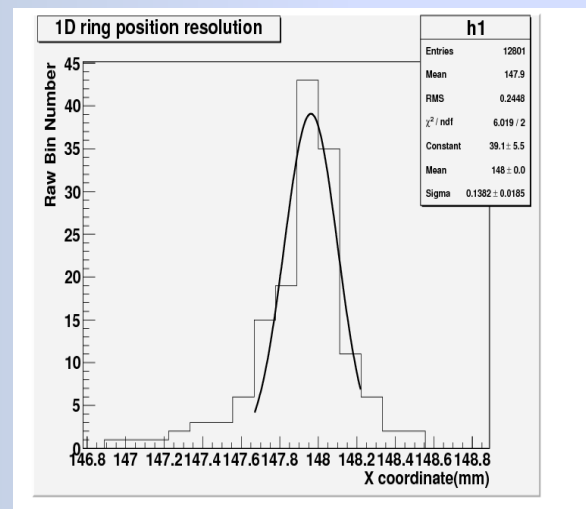 1D ring position resolution
h1
Entries 12801
Mean 147.9
RMS 0.2448
χ² / ndf 6.019 / 2
Constant 39.1 ± 5.5
Mean 148 ± 0.0
Sigma 0.1382 ± 0.0185
Raw Bin Number
45
40
35
30
25
20
15
10
5
0
146.8 147 147.2 147.4 147.6 147.8 148 148.2 148.4 148.6 148.8
X coordinate(mm)